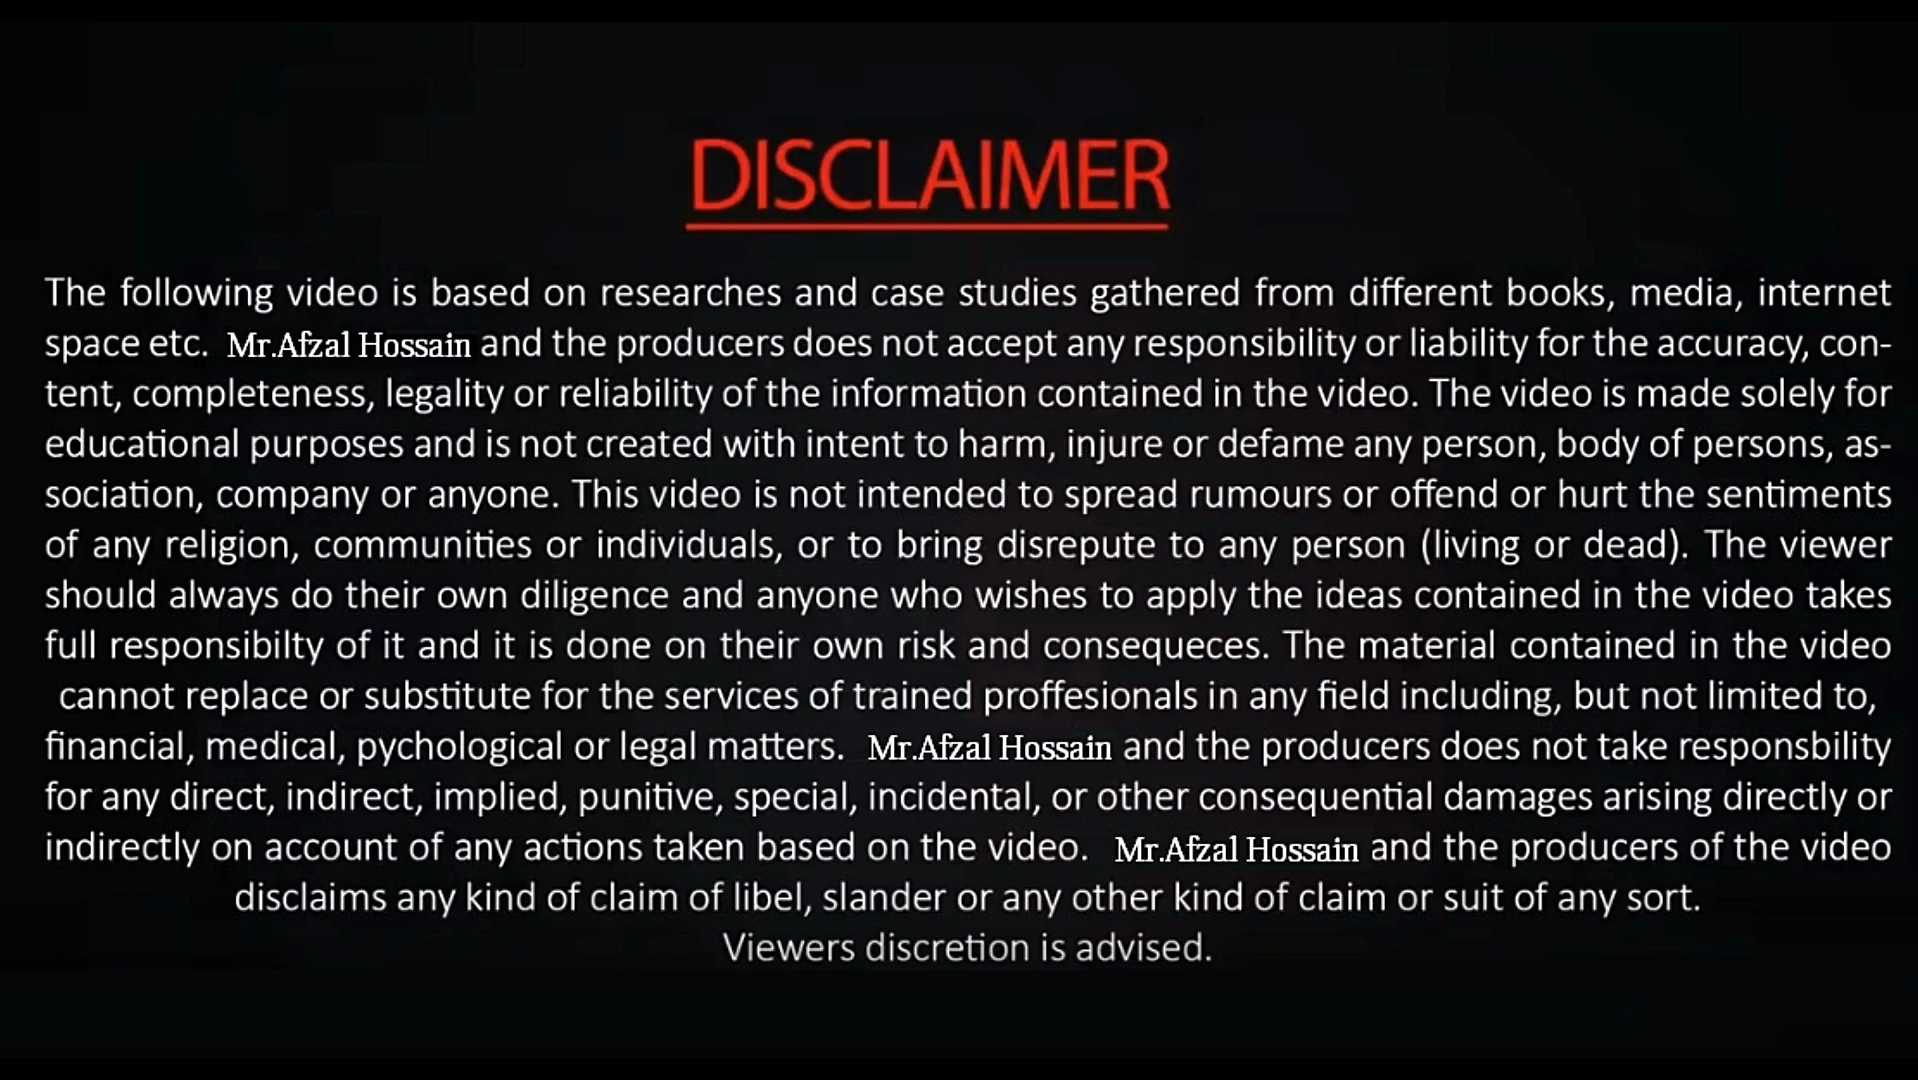 DISCLAIMER
The following video is based on researches and case studies gathered from different books, media, internet
space etc. Mr.Afzal Hossain and the producers does not accept any responsibility or liability for the accuracy, con-
tent, completeness, legality or reliability of the information contained in the video. The video is made solely for
educational purposes and is not created with intent to harm, injure or defame any person, body of persons, as-
sociation, company or anyone. This video is not intended to spread rumours or offend or hurt the sentiments
of any religion, communities or individuals, or to bring disrepute to any person (living or dead). The viewer
should always do their own diligence and anyone who wishes to apply the ideas contained in the video takes
full responsibilty of it and it is done on their own risk and consequeces. The material contained in the video
cannot replace or substitute for the services of trained proffesionals in any field including, but not limited to,
financial, medical, pychological or legal matters. Mr.Afzal Hossain and the producers does not take responsbility
for any direct, indirect, implied, punitive, special, incidental, or other consequential damages arising directly or
indirectly on account of any actions taken based on the video. Mr.Afzal Hossain and the producers of the video
disclaims any kind of claim of libel, slander or any other kind of claim or suit of any sort.
Viewers discretion is advised.